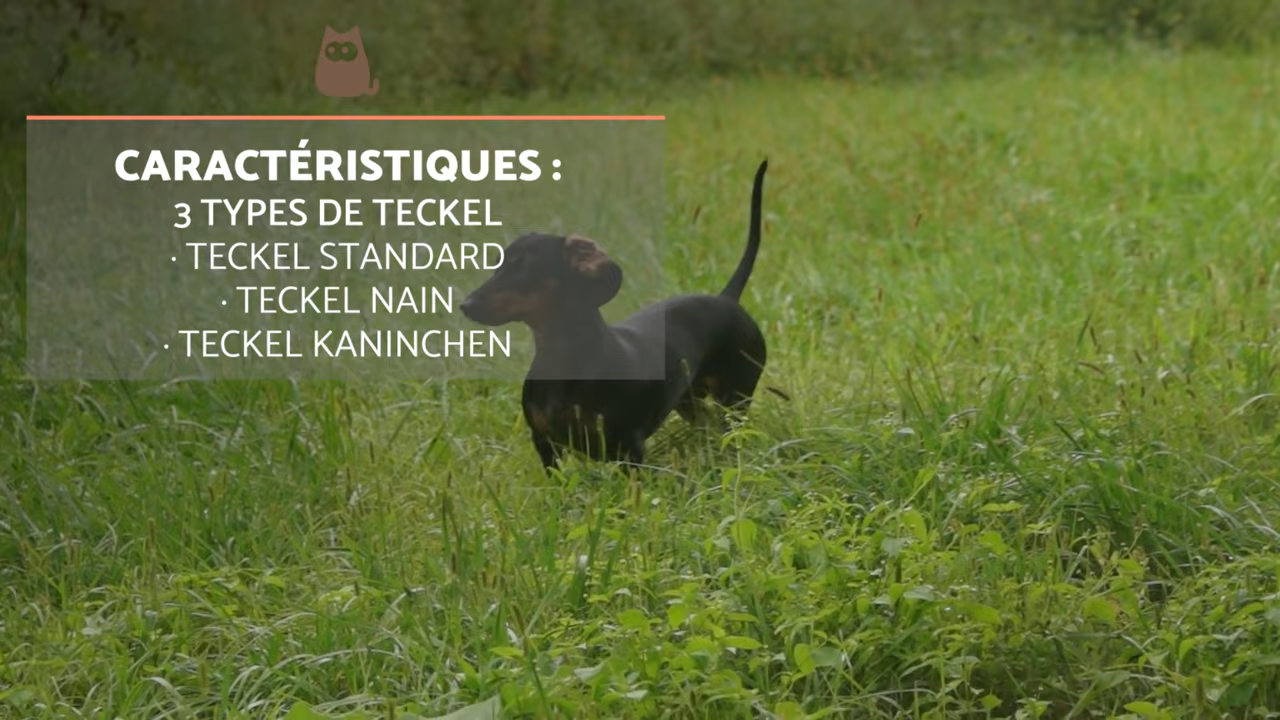 CARACTÉRISTIQUES :
3 TYPES DE TECKEL
· TECKEL STANDARD
· TECKEL NAIN
· TECKEL KANINCHEN